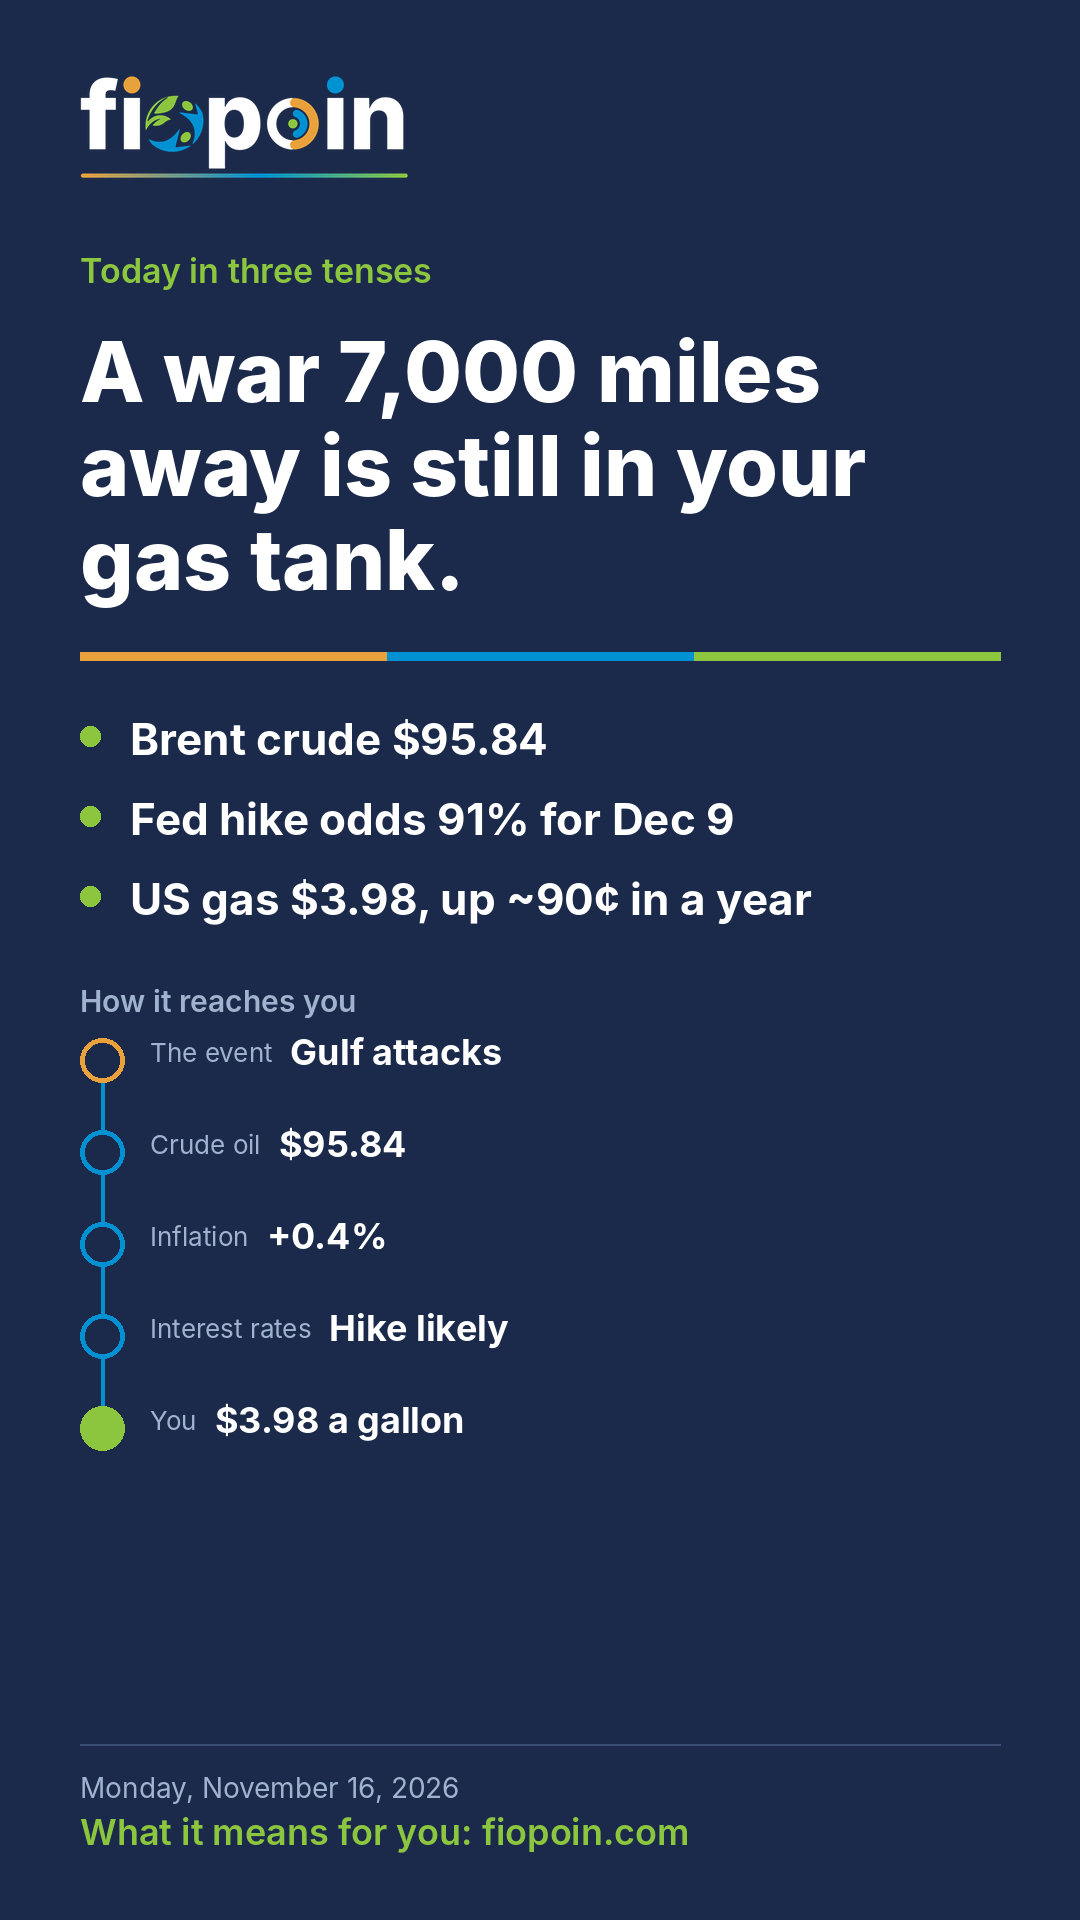 fiopoin
Today in three tenses
A war 7,000 miles
away is still in your
gas tank.
Brent crude $95.84
Fed hike odds 91% for Dec 9
US gas $3.98, up ~90¢ in a year
How it reaches you
The event Gulf attacks
Crude oil $95.84
Inflation +0.4%
Interest rates Hike likely
You $3.98 a gallon
Monday, November 16, 2026
What it means for you: fiopoin.com